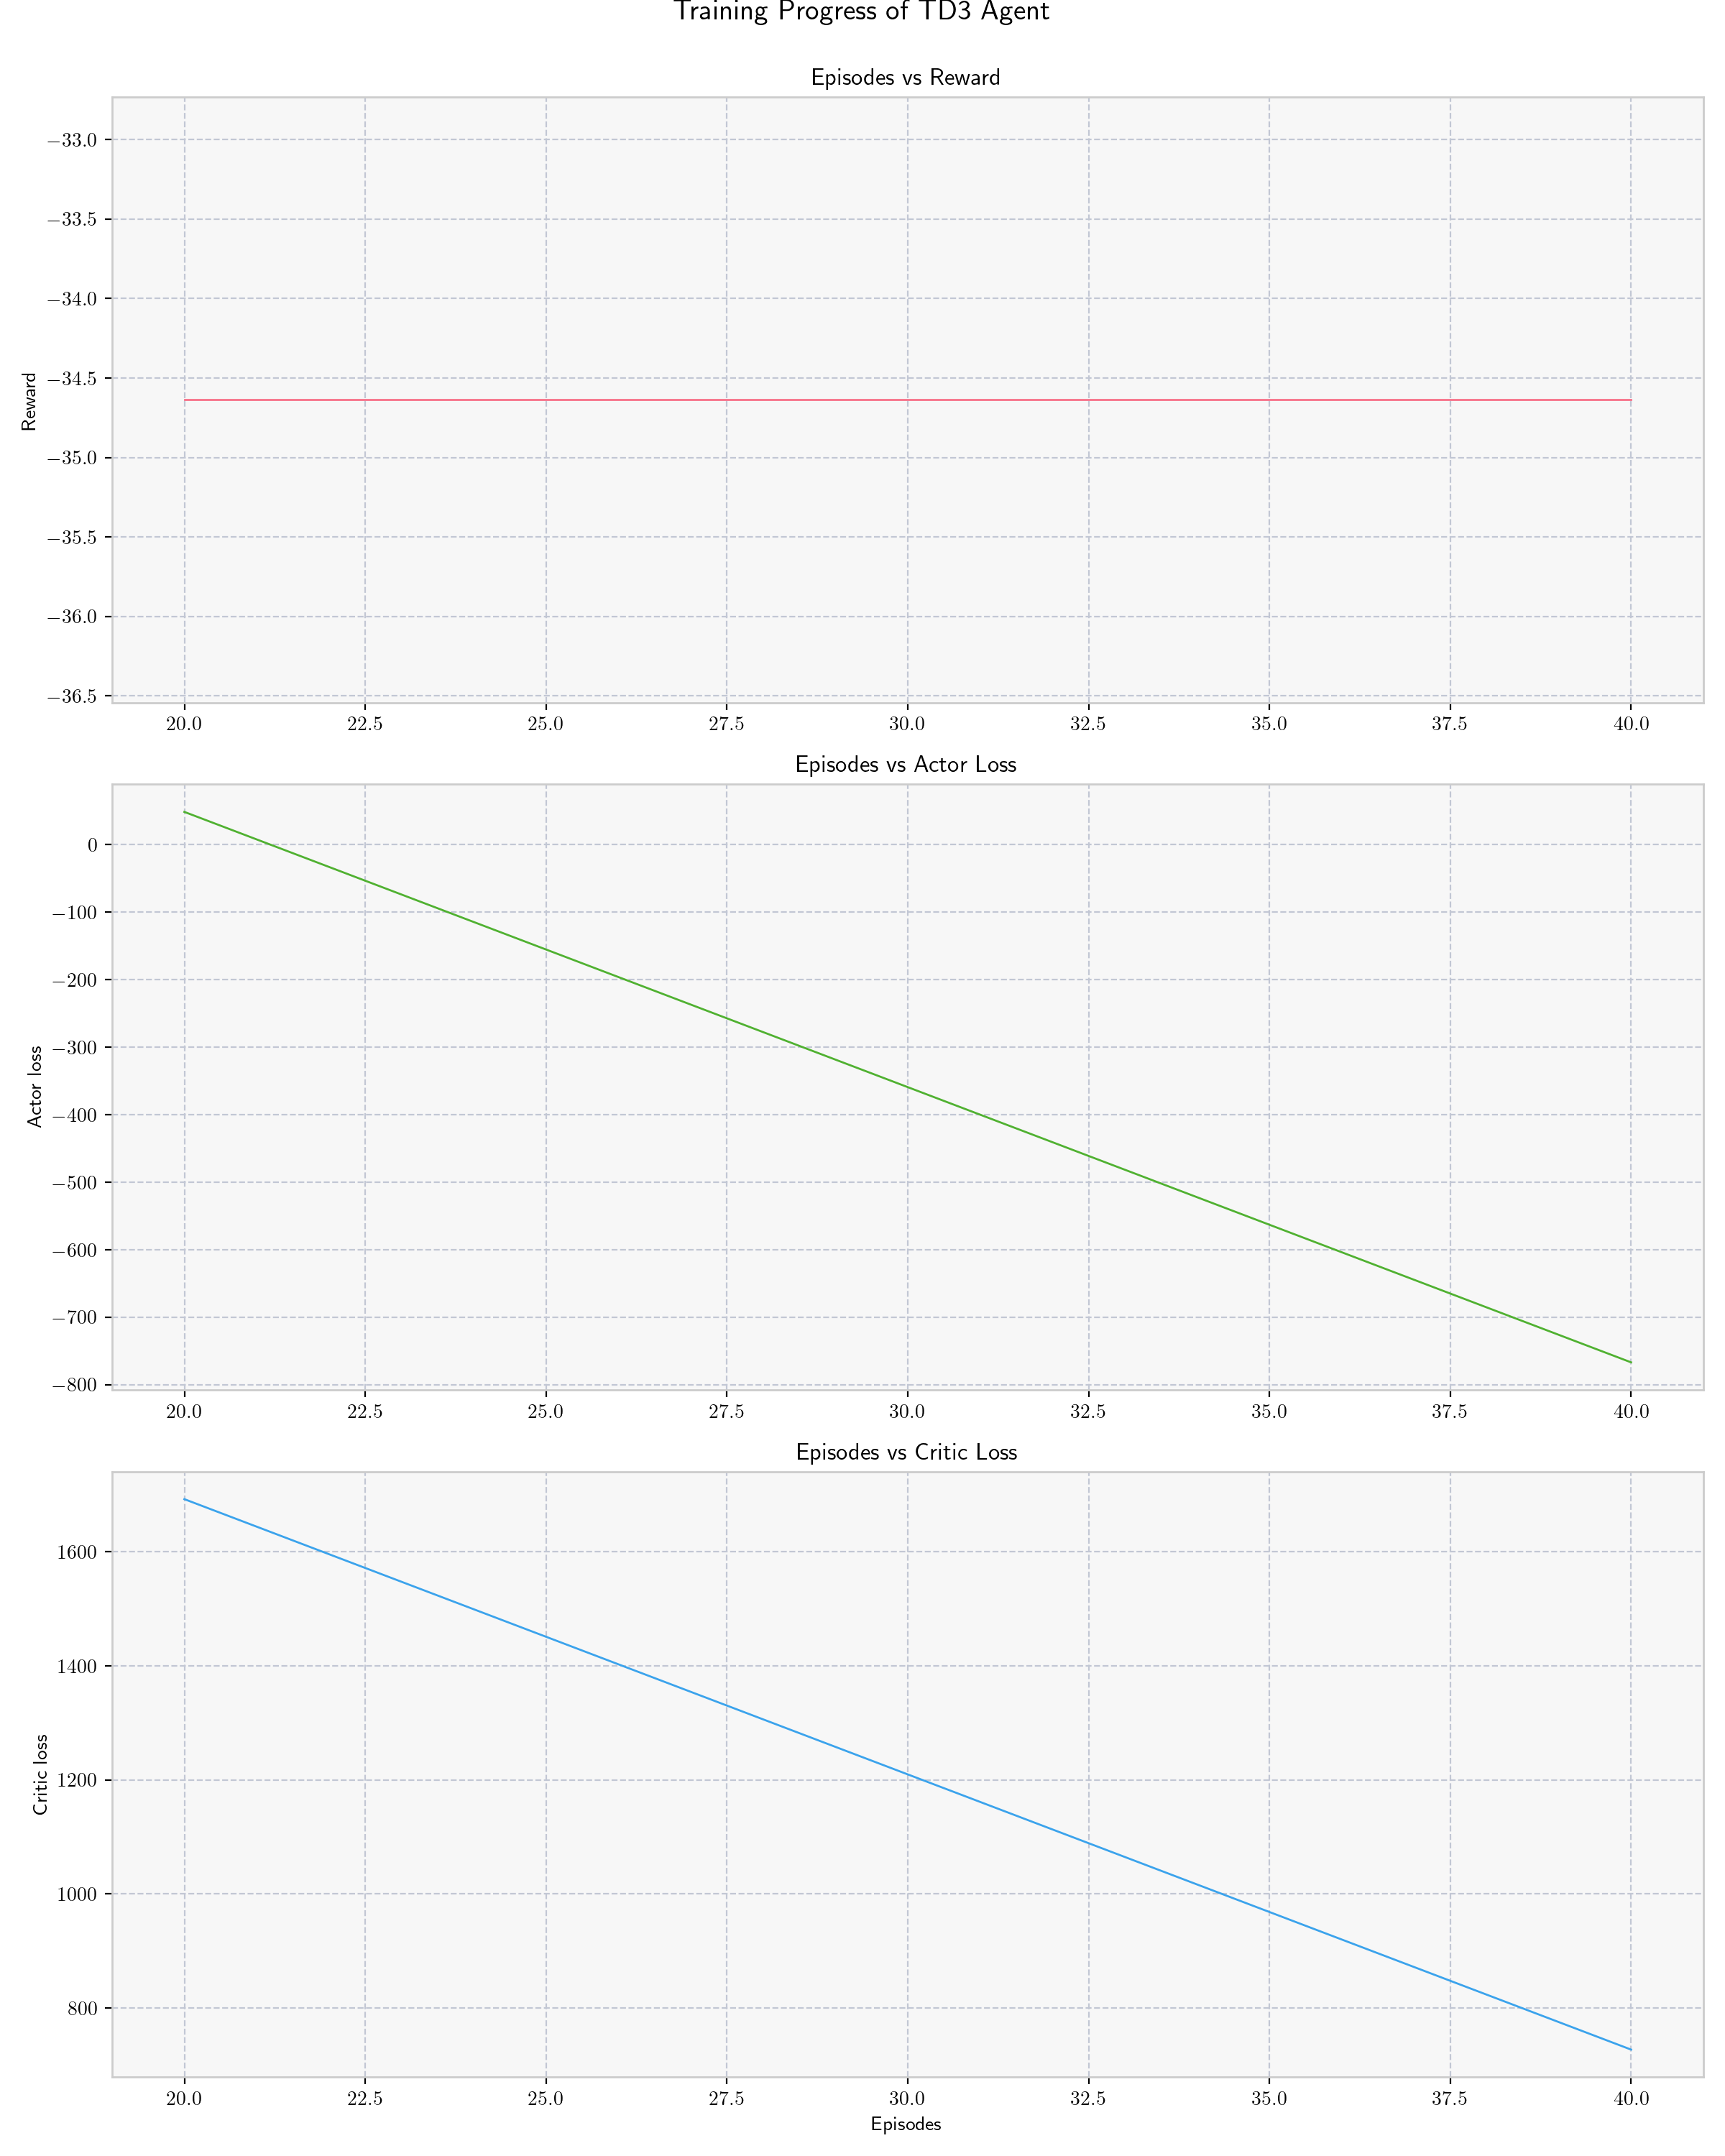 Training Progress of TD3 Agent
Episodes vs Reward
−33.0
−33.5
−34.0
−34.5
−35.0
−35.5
−36.0
−36.5
Reward
20.0 22.5 25.0 27.5 30.0 32.5 35.0 37.5 40.0
Episodes vs Actor Loss
0
−100
−200
−300
−400
−500
−600
−700
−800
Actor loss
20.0 22.5 25.0 27.5 30.0 32.5 35.0 37.5 40.0
Episodes vs Critic Loss
1600
1400
1200
1000
800
Critic loss
20.0 22.5 25.0 27.5 30.0 32.5 35.0 37.5 40.0
Episodes